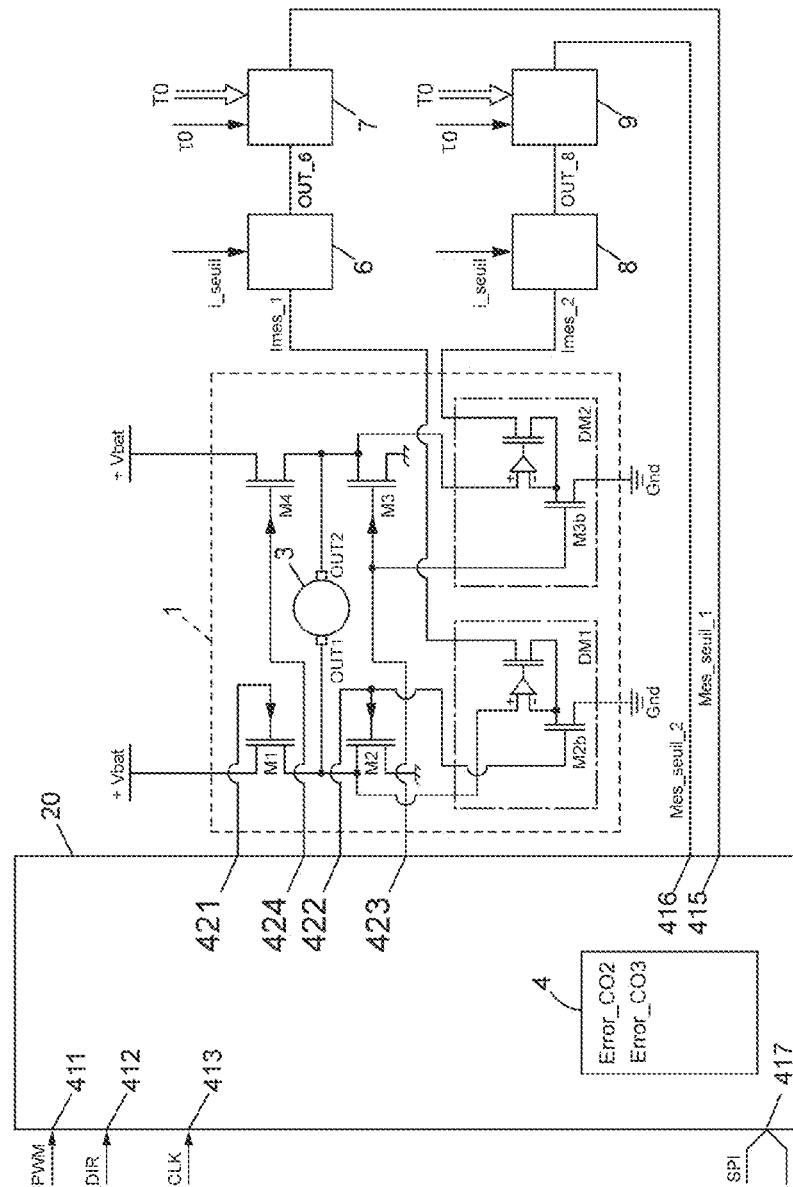 PWM
411
DIR
412
CLK
413
SPI
417
20
4
Error_CO2
Error_CO3
421
424
422
423
416
415
1
+ Vbat
+ Vbat
M1
M4
M2
M3
3
OUT1
OUT2
M2b
DM1
Gnd
M3b
DM2
Gnd
+
-
+
-
Mes_seuil_2
Mes_seuil_1
Imes_1
i_seuil
6
OUT_6
τ0
T0
7
Imes_2
i_seuil
8
OUT_8
τ0
T0
9